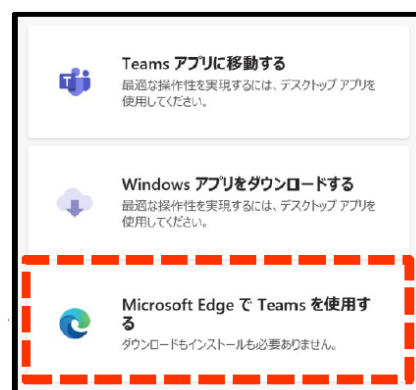 Teams アプリに移動する
最適な操作性を実現するには、デスクトップ アプリを
使用してください。
Windows アプリをダウンロードする
最適な操作性を実現するには、デスクトップ アプリを
使用してください。
Microsoft Edge で Teams を使用す
る
ダウンロードもインストールも必要ありません。